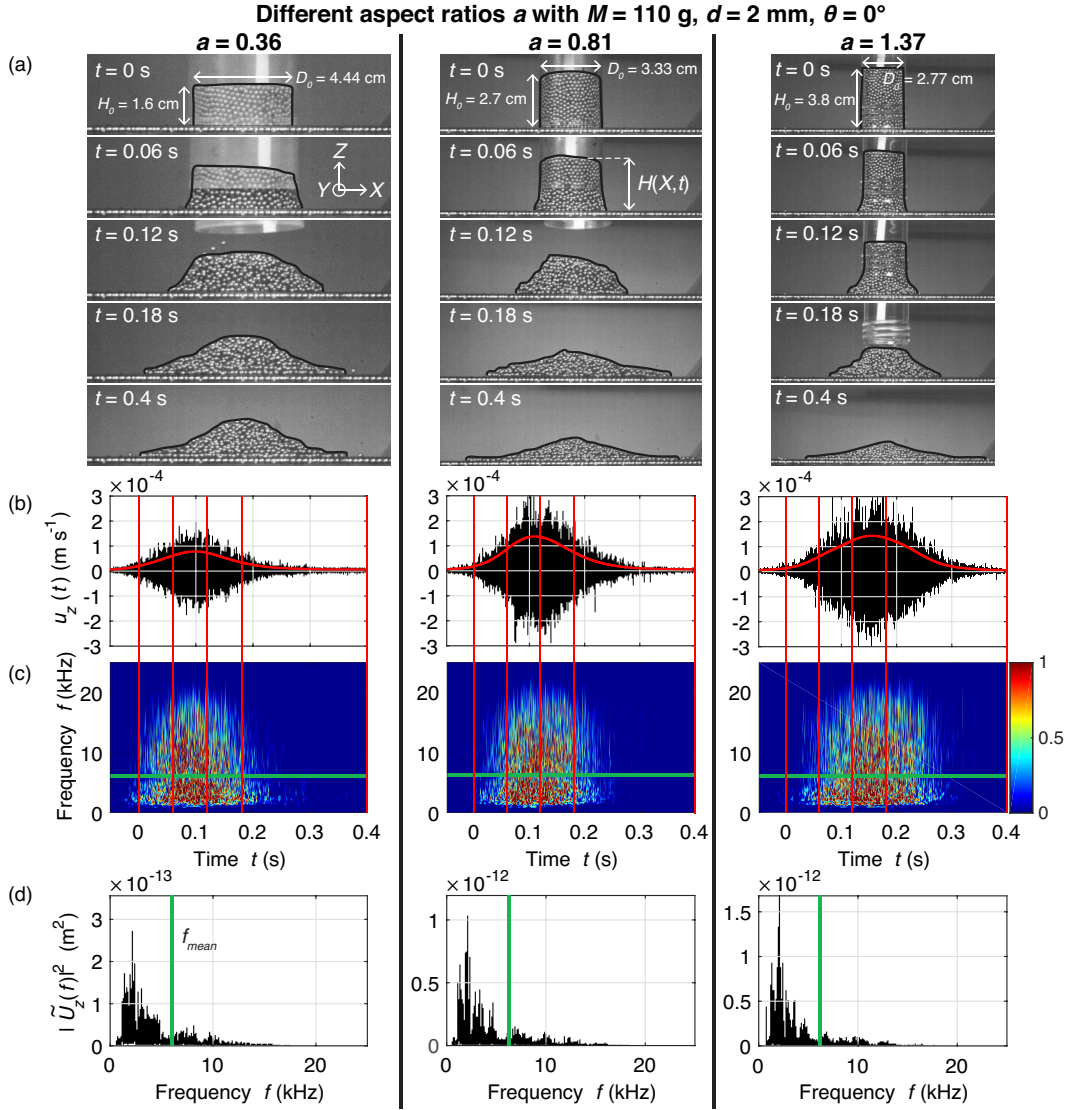 Different aspect ratios a with M = 110 g, d = 2 mm, θ = 0°
a = 0.36
a = 0.81
a = 1.37
(a)
t = 0 s
D₀ = 4.44 cm
H₀ = 1.6 cm
t = 0.06 s
Z
Y
X
t = 0.12 s
t = 0.18 s
t = 0.4 s
t = 0 s
D₀ = 3.33 cm
H₀ = 2.7 cm
t = 0.06 s
H(X,t)
t = 0.12 s
t = 0.18 s
t = 0.4 s
t = 0 s
D₀ = 2.77 cm
H₀ = 3.8 cm
t = 0.06 s
t = 0.12 s
t = 0.18 s
t = 0.4 s
(b)
×10⁻⁴
×10⁻⁴
×10⁻⁴
u_z (t) (m s⁻¹)
3
2
1
0
-1
-2
-3
3
2
1
0
-1
-2
-3
3
2
1
0
-1
-2
-3
(c)
Frequency f (kHz)
20
10
0
20
10
0
20
10
0
1
0.5
0
0 0.1 0.2 0.3 0.4
0 0.1 0.2 0.3 0.4
0 0.1 0.2 0.3 0.4
Time t (s)
Time t (s)
Time t (s)
(d)
×10⁻¹³
×10⁻¹²
×10⁻¹²
|Ũ_z(f)|² (m²)
3
2
1
0
f_mean
1
0.5
0
1.5
1
0.5
0
0 10 20
0 10 20
0 10 20
Frequency f (kHz)
Frequency f (kHz)
Frequency f (kHz)